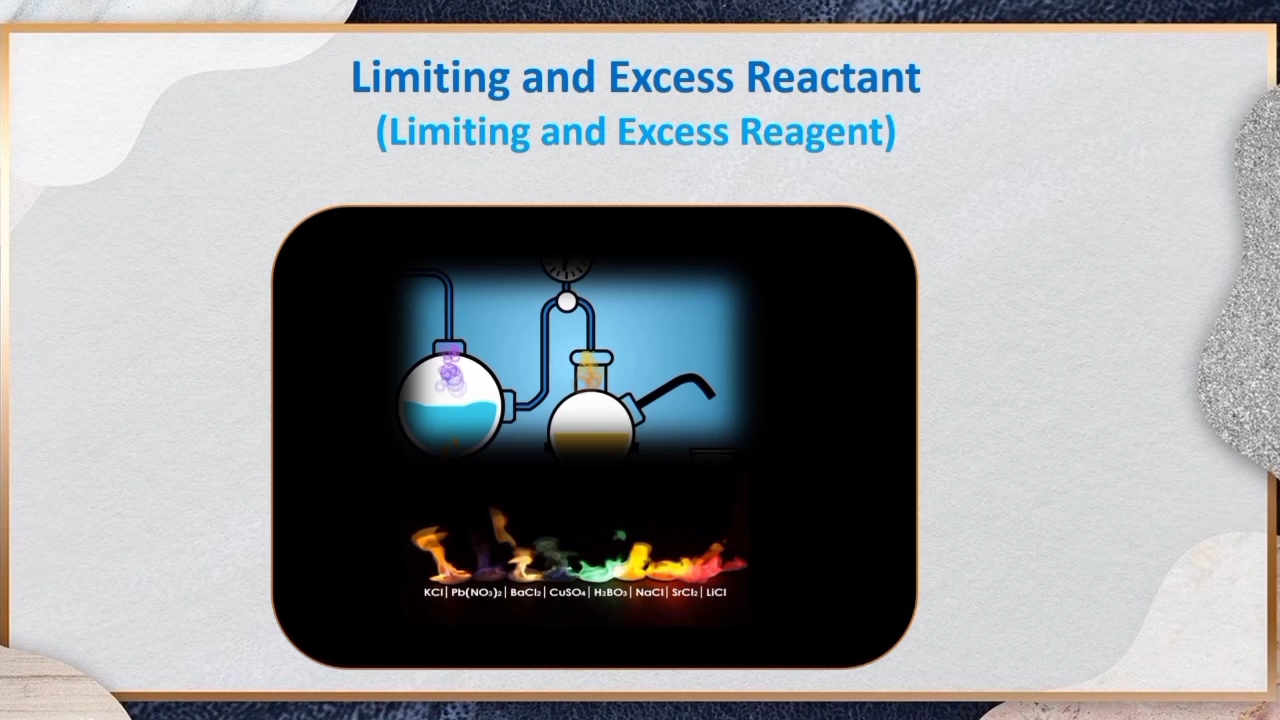 Limiting and Excess Reactant
(Limiting and Excess Reagent)
KCl| Pb(NO₃)₂| BaCl₂| CuSO₄| H₃BO₃| NaCl| SrCl₂| LiCl